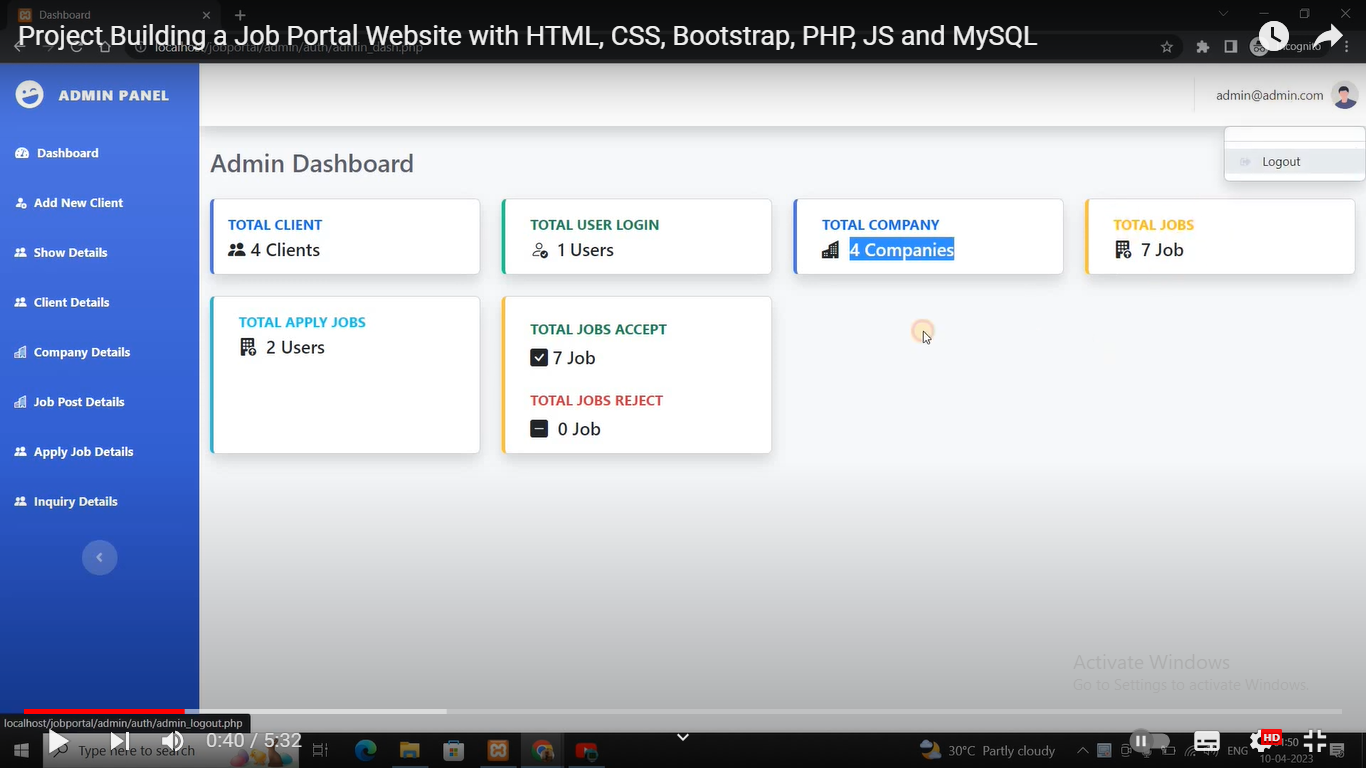 Dashboard
Project Building a Job Portal Website with HTML, CSS, Bootstrap, PHP, JS and MySQL
localhost/jobportal/admin/auth/admin_dash.php
Incognito
ADMIN PANEL
admin@admin.com
Logout
Dashboard
Add New Client
Show Details
Client Details
Company Details
Job Post Details
Apply Job Details
Inquiry Details
Admin Dashboard
TOTAL CLIENT
4 Clients
TOTAL USER LOGIN
1 Users
TOTAL COMPANY
4 Companies
TOTAL JOBS
7 Job
TOTAL APPLY JOBS
2 Users
TOTAL JOBS ACCEPT
7 Job
TOTAL JOBS REJECT
0 Job
Activate Windows
Go to Settings to activate Windows.
localhost/jobportal/admin/auth/admin_logout.php
Type here to search
0:40 / 5:32
30°C Partly cloudy
ENG
HD
:50
10-04-2023